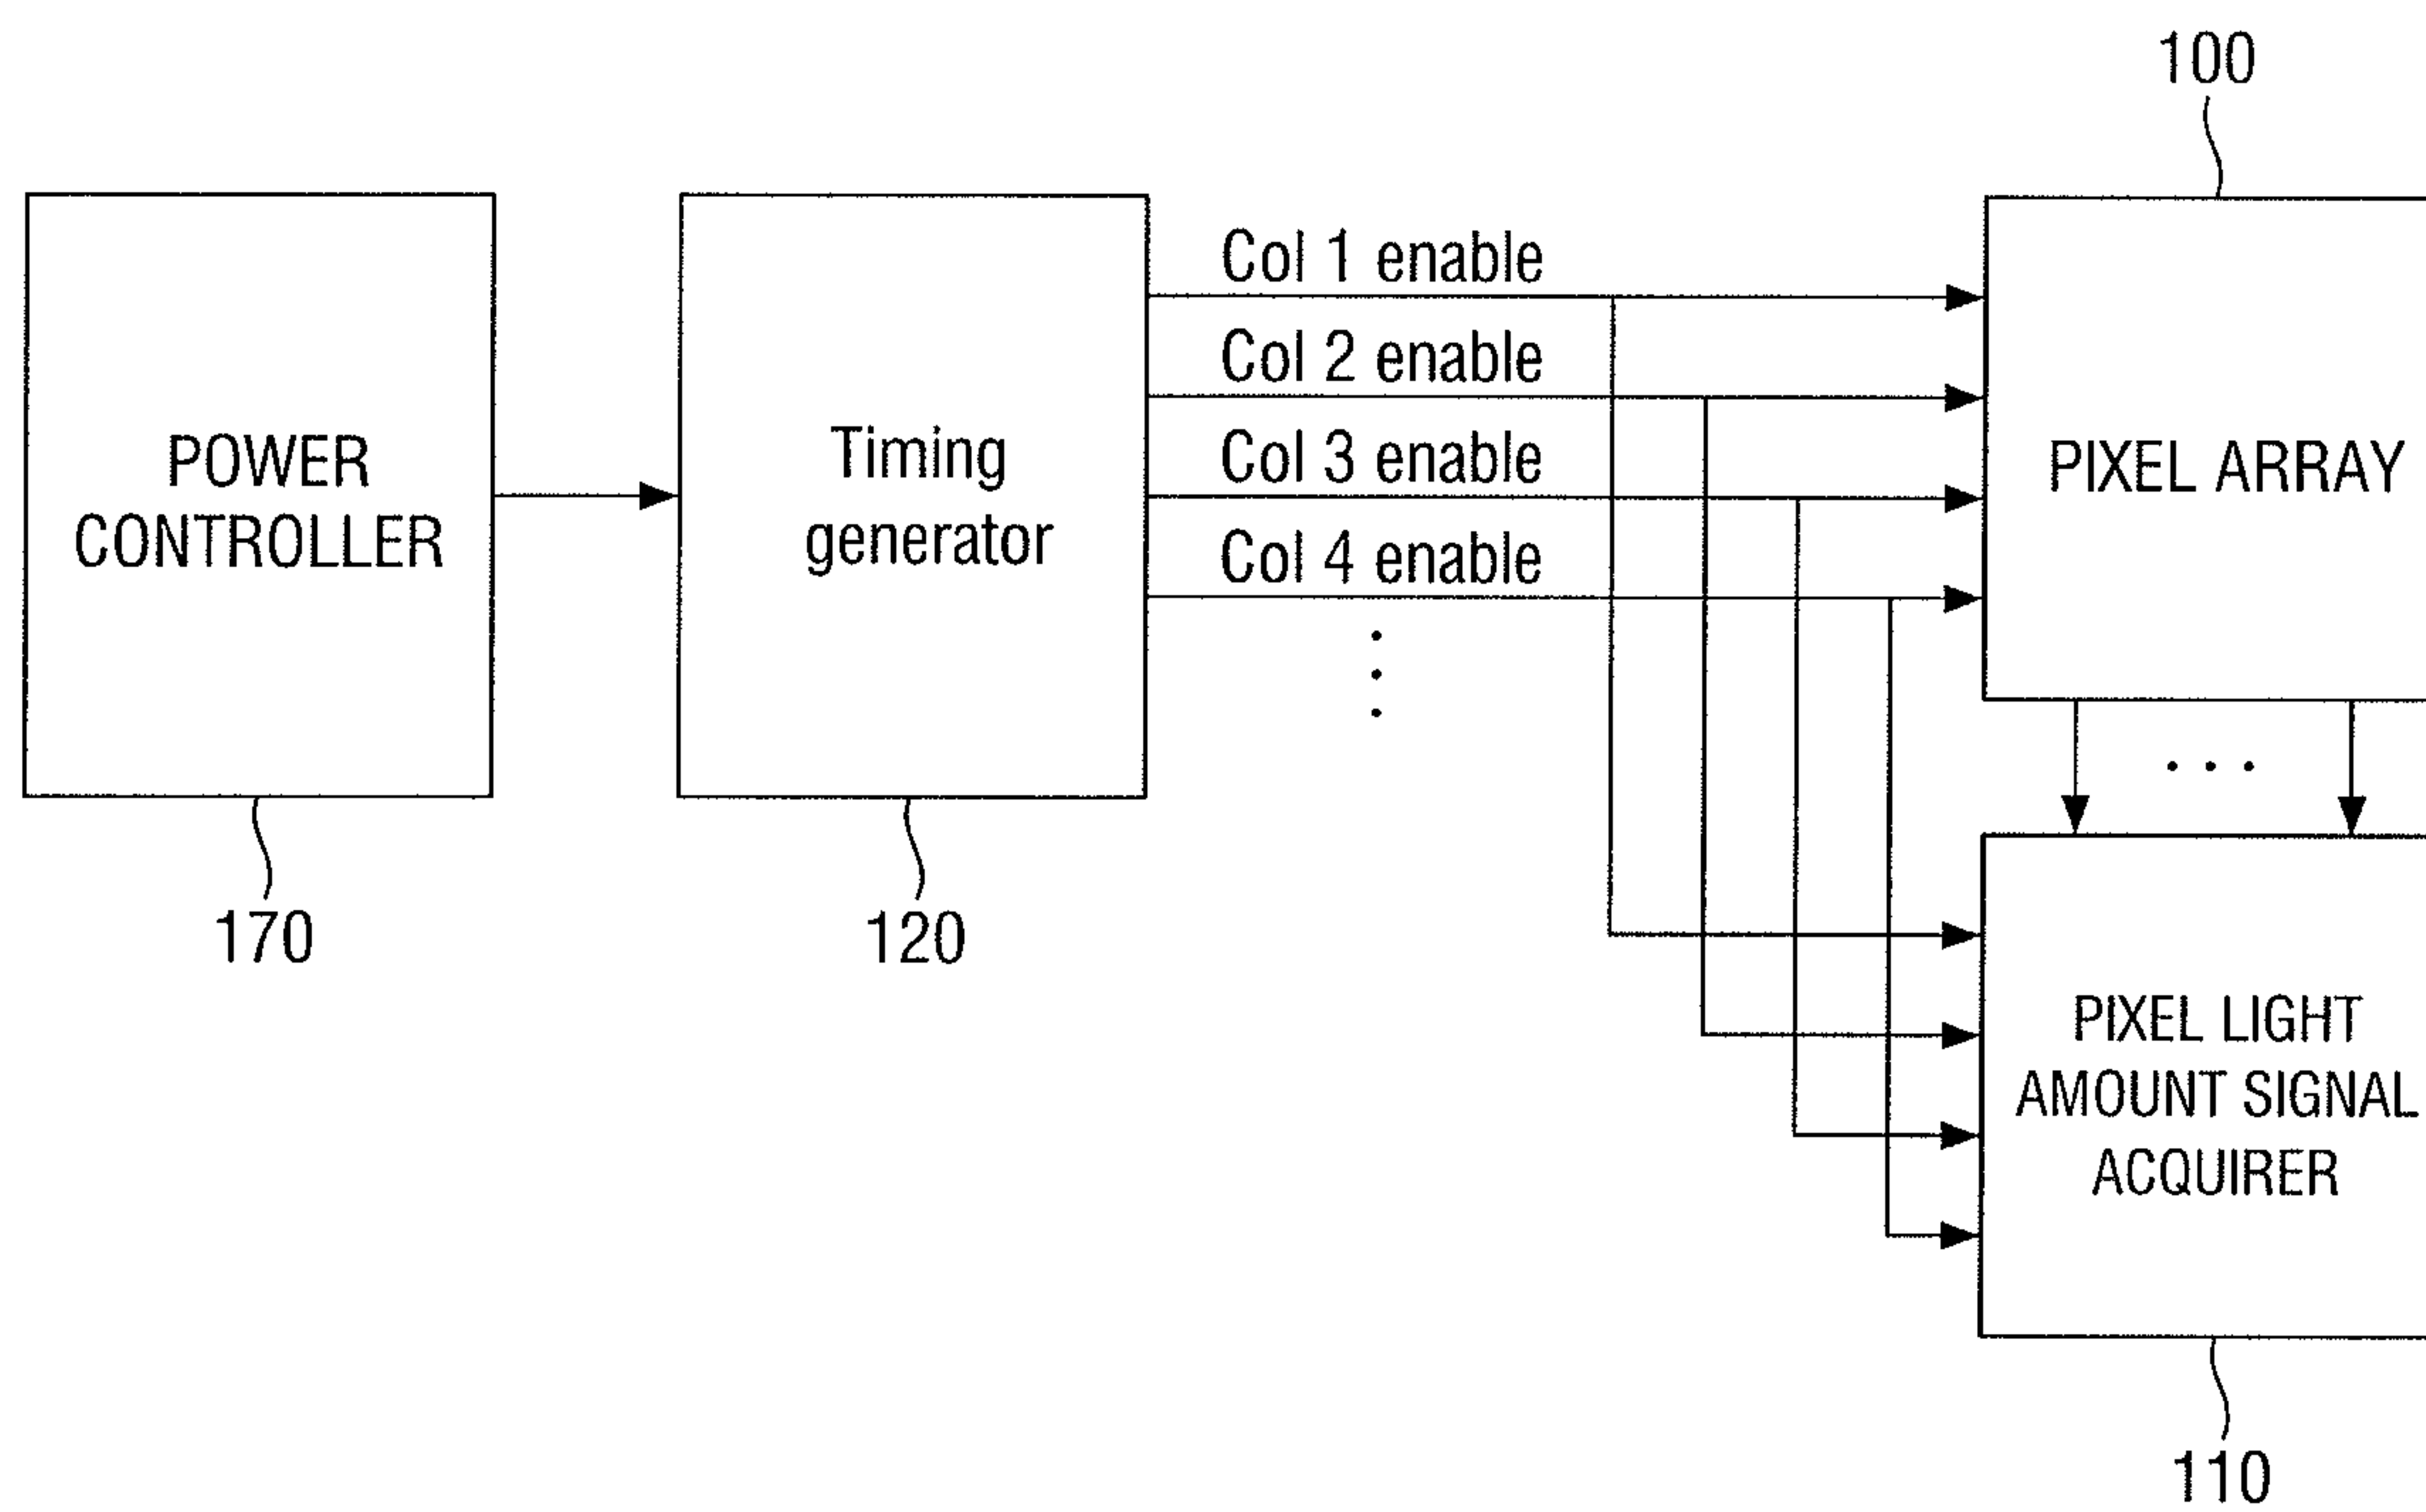 100
POWER
CONTROLLER
Timing
generator
Col 1 enable
Col 2 enable
Col 3 enable
Col 4 enable
PIXEL ARRAY
170
120
PIXEL LIGHT
AMOUNT SIGNAL
ACQUIRER
110